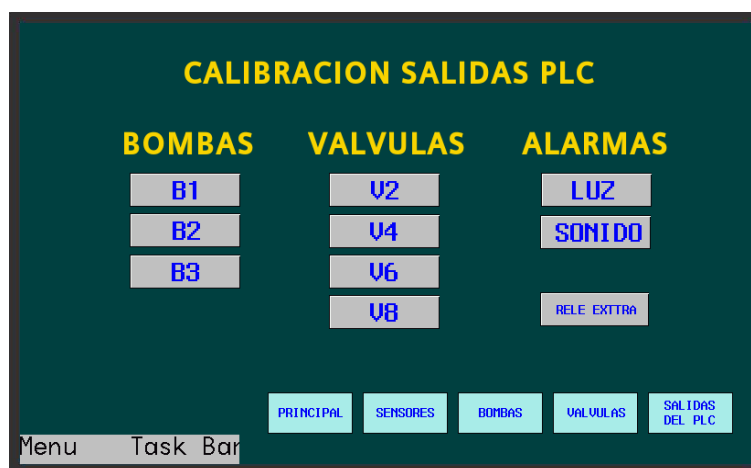 CALIBRACION SALIDAS PLC
BOMBAS VALVULAS ALARMAS
B1 V2 LUZ
B2 V4 SONIDO
B3 V6
V8 RELE EXTTRA
PRINCIPAL SENSORES BOMBAS VALVULAS SALIDAS
DEL PLC
Menu Task Bar